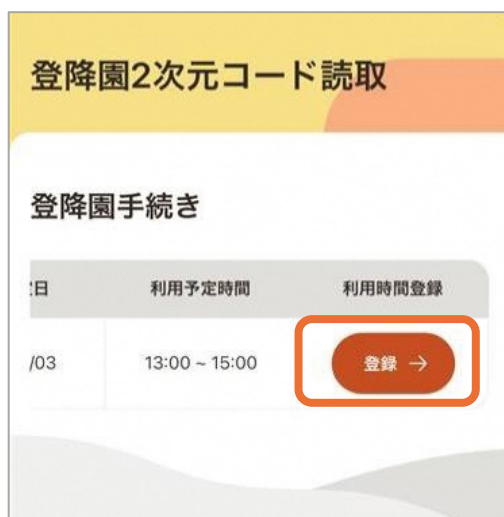 登降園2次元コード読取
登降園手続き
日 利用予定時間 利用時間登録
/03 13:00 ~ 15:00 登録 →